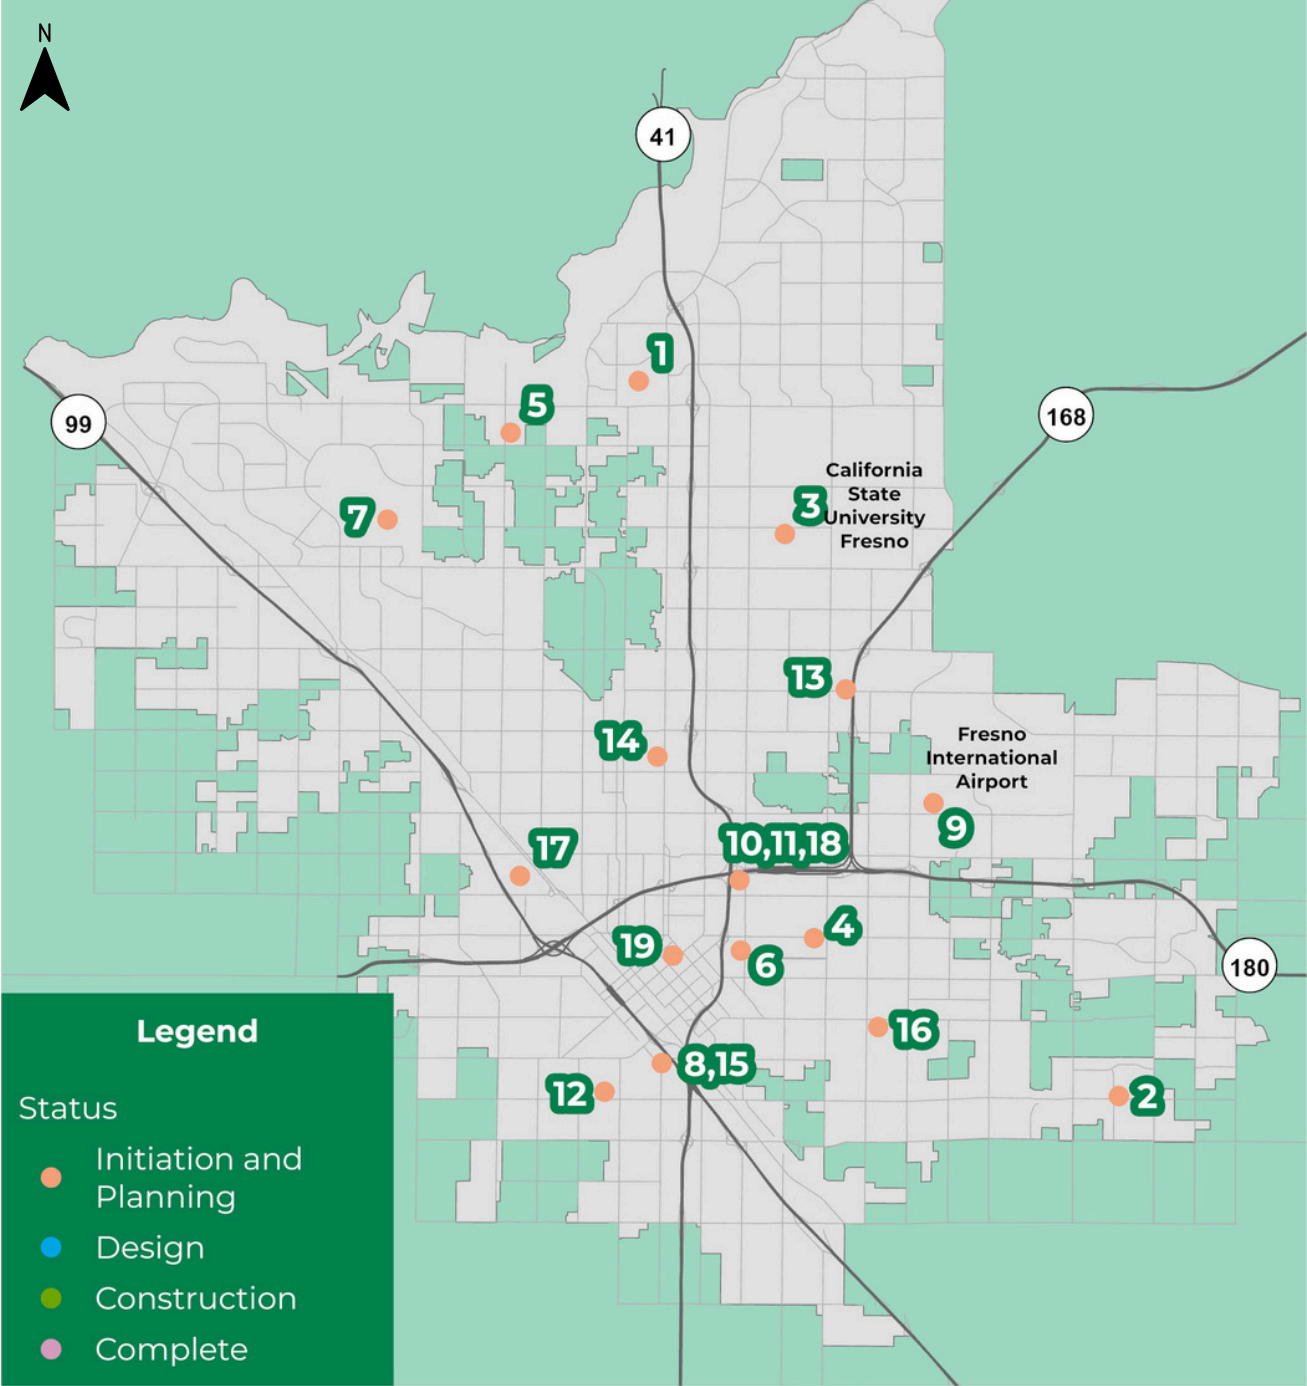 N
41
1
5
99
168
California
State
University
Fresno
3
7
13
Fresno
International
Airport
14
9
10,11,18
17
4
19
6
180
16
8,15
12
2
Legend
Status
Initiation and
Planning
Design
Construction
Complete